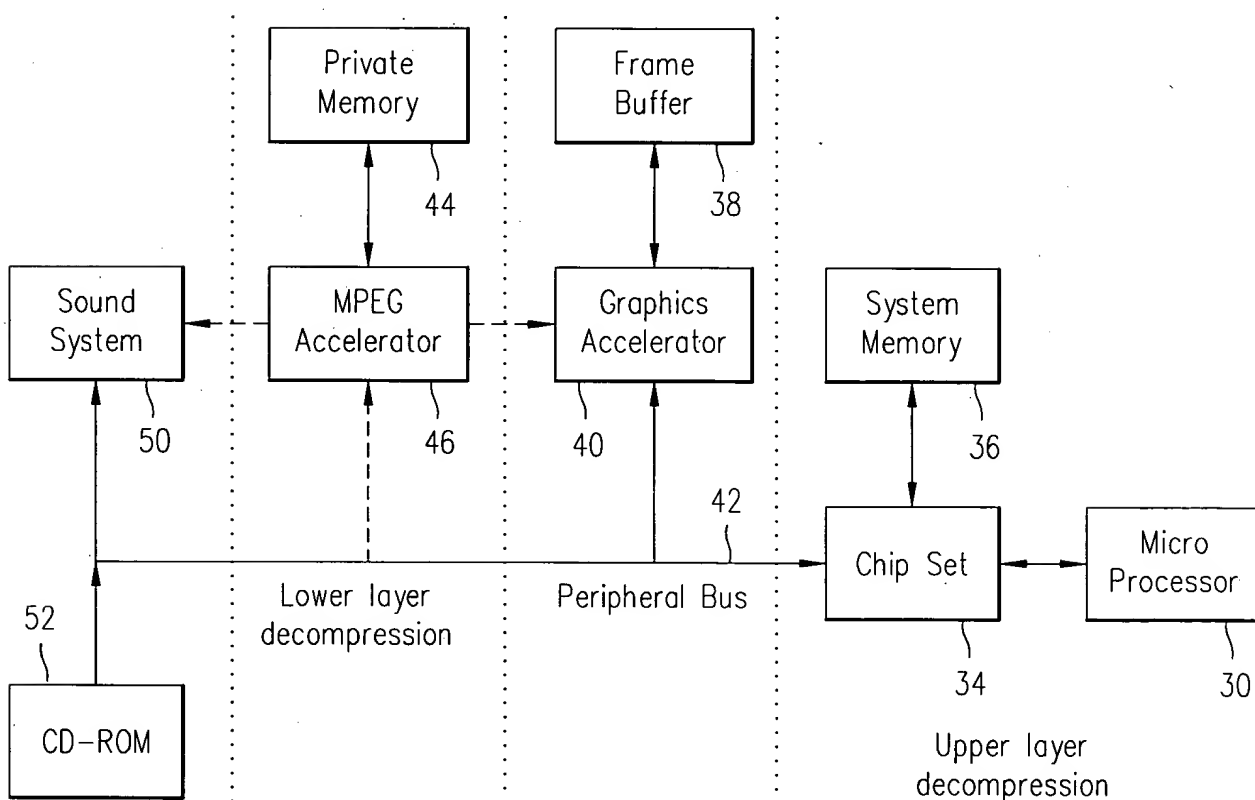 Private
Memory
44
Frame
Buffer
38
Sound
System
50
MPEG
Accelerator
46
Graphics
Accelerator
40
System
Memory
36
42
Chip Set
34
Micro
Processor
30
Lower layer
decompression
Peripheral Bus
52
CD-ROM
Upper layer
decompression